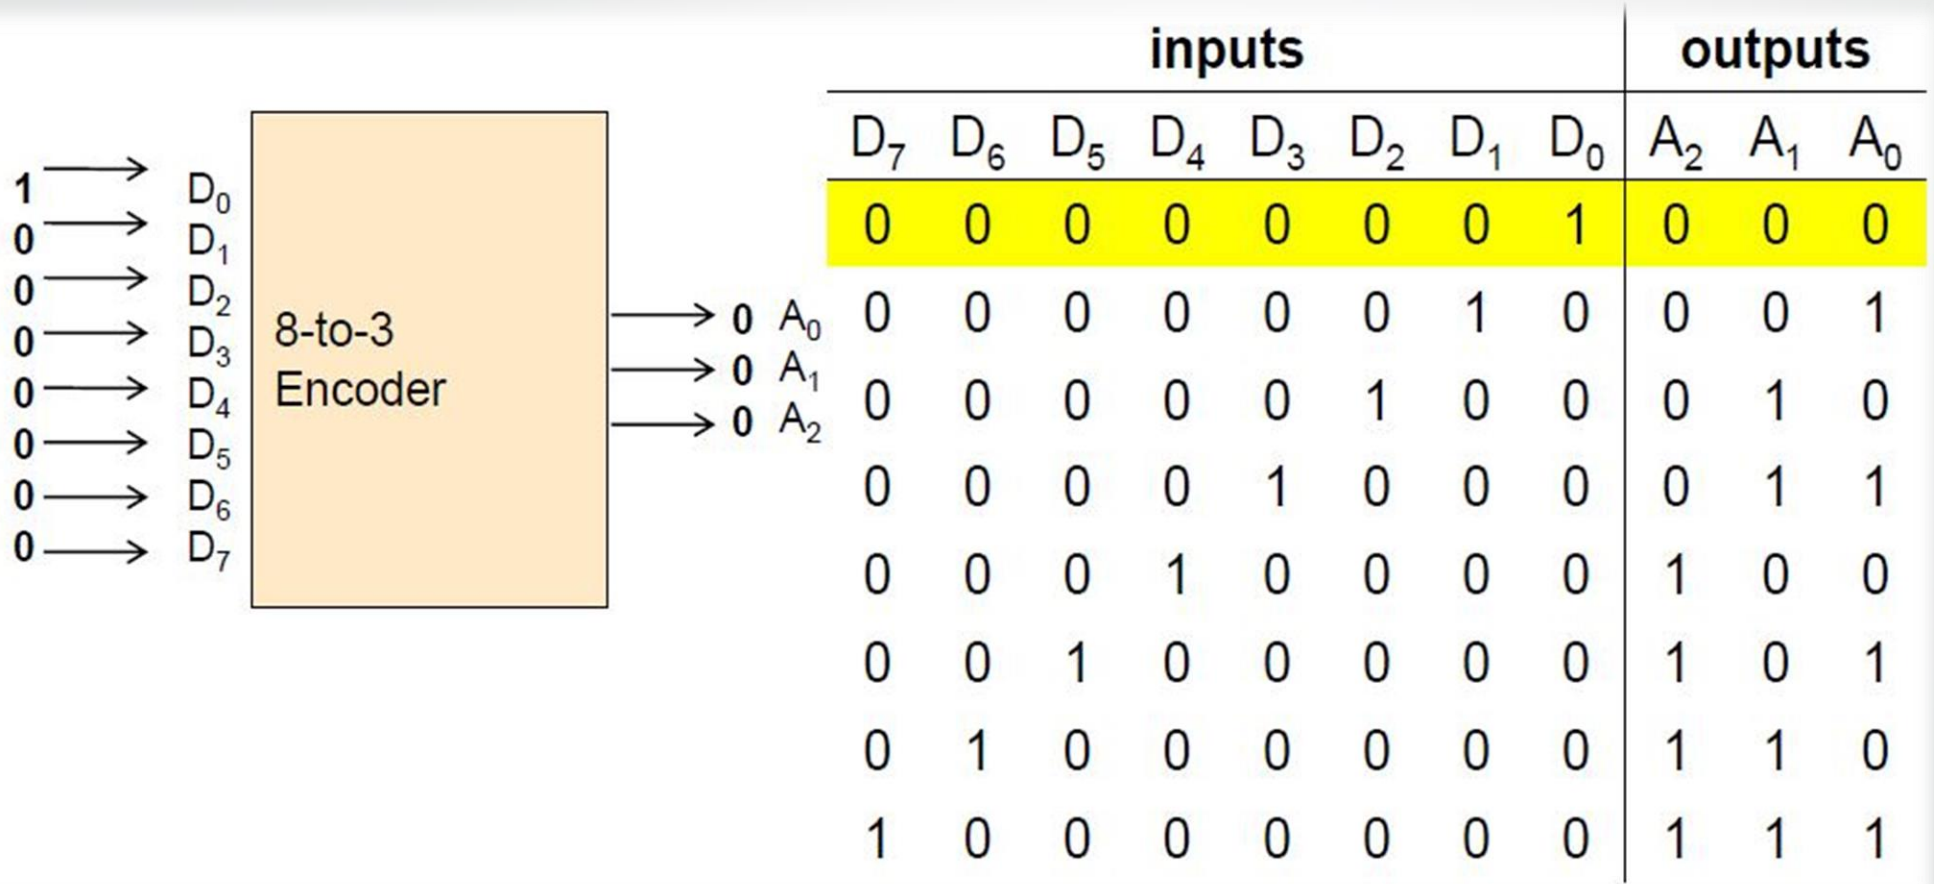 1 D₀
0 D₁
0 D₂
0 D₃
0 D₄
0 D₅
0 D₆
0 D₇
8-to-3
Encoder
0 A₀
0 A₁
0 A₂
inputs outputs
D₇ D₆ D₅ D₄ D₃ D₂ D₁ D₀ A₂ A₁ A₀
0 0 0 0 0 0 0 1 0 0 0
0 0 0 0 0 0 1 0 0 0 1
0 0 0 0 0 1 0 0 0 1 0
0 0 0 0 1 0 0 0 0 1 1
0 0 0 1 0 0 0 0 1 0 0
0 0 1 0 0 0 0 0 1 0 1
0 1 0 0 0 0 0 0 1 1 0
1 0 0 0 0 0 0 0 1 1 1